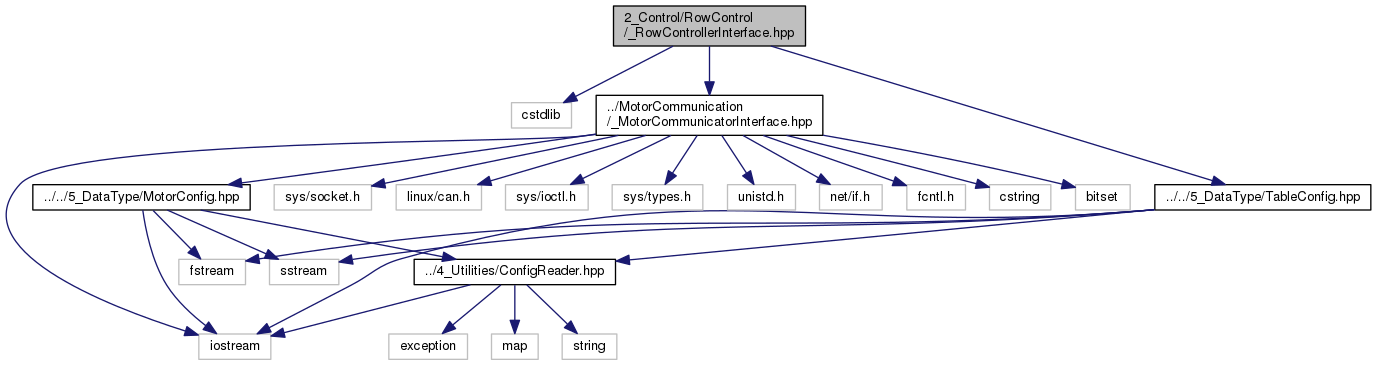 2_Control/RowControl
/_RowControllerInterface.hpp
cstdlib
../MotorCommunication
/_MotorCommunicatorInterface.hpp
../../5_DataType/MotorConfig.hpp
sys/socket.h
linux/can.h
sys/ioctl.h
sys/types.h
unistd.h
net/if.h
fcntl.h
cstring
bitset
../../5_DataType/TableConfig.hpp
fstream
sstream
../4_Utilities/ConfigReader.hpp
iostream
exception
map
string